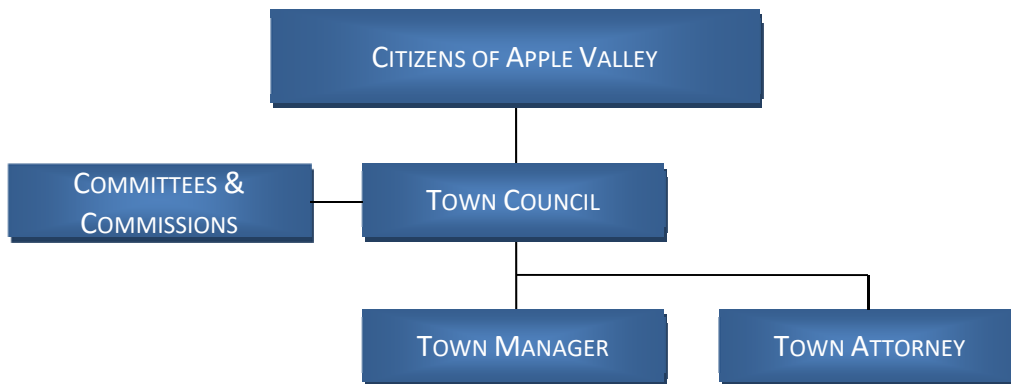 CITIZENS OF APPLE VALLEY
COMMITTEES &
COMMISSIONS
TOWN COUNCIL
TOWN MANAGER
TOWN ATTORNEY